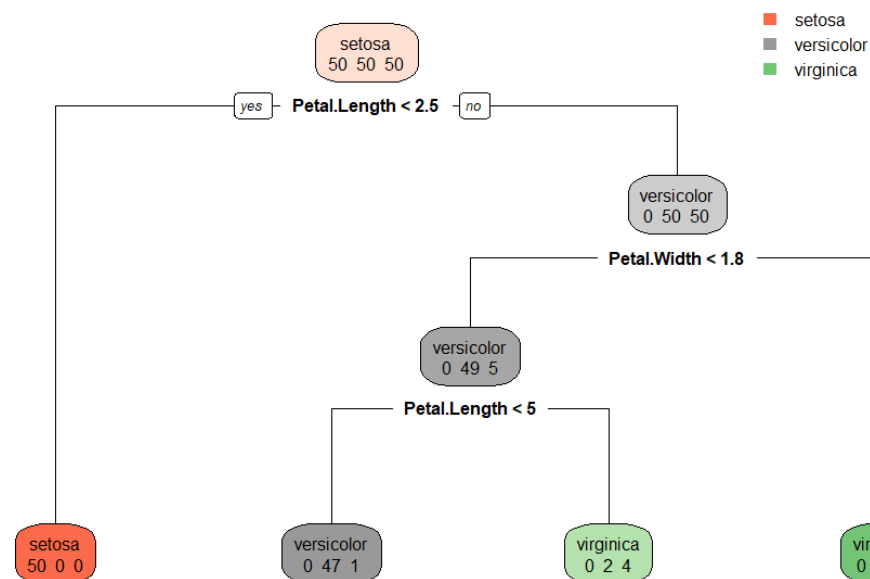 setosa
versicolor
virginica
setosa
50 50 50
yes
Petal.Length < 2.5
no
versicolor
0 50 50
Petal.Width < 1.8
versicolor
0 49 5
Petal.Length < 5
setosa
50 0 0
versicolor
0 47 1
virginica
0 2 4
0